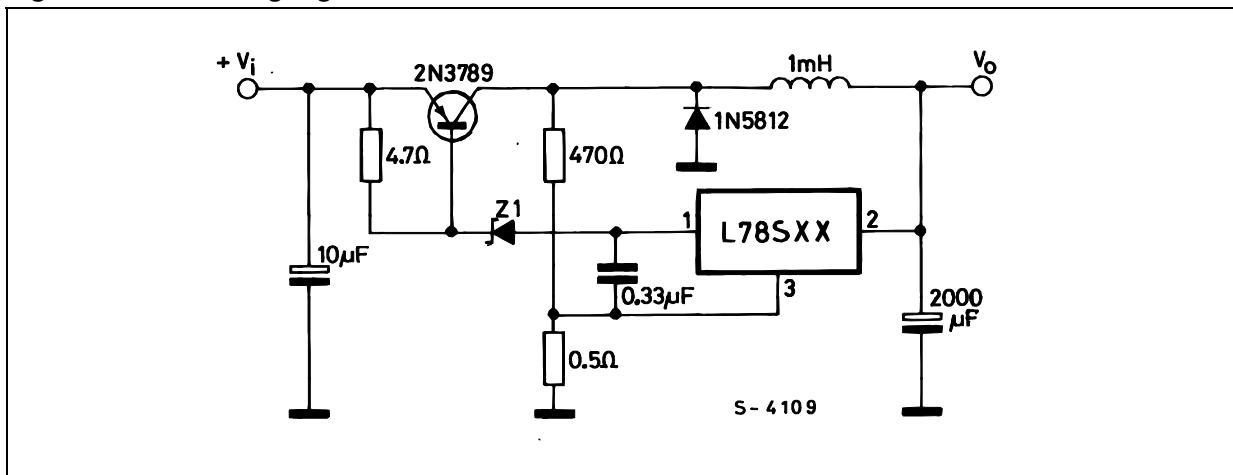 + Vi
2N3789
1mH
Vo
1N5812
4.7Ω
470Ω
Z1
1
L78SXX
2
10µF
0.33µF
3
2000
µF
0.5Ω
S-4109